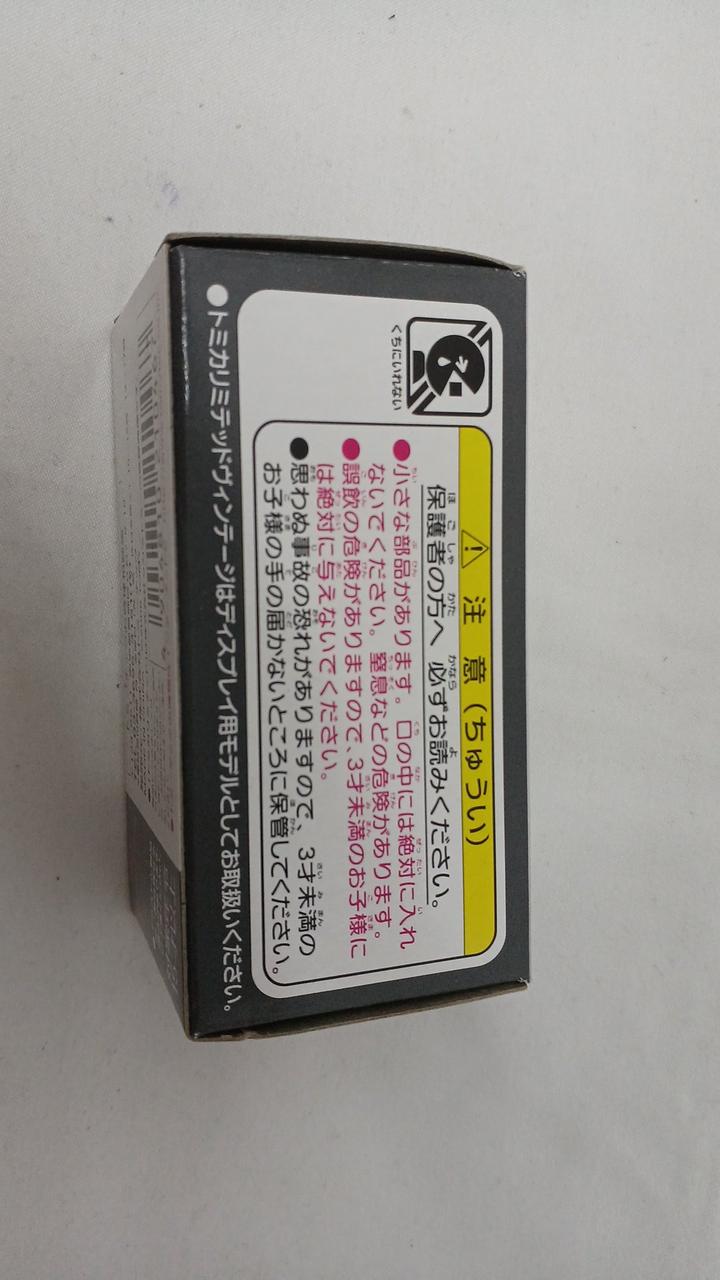 くちにいれない
注意(ちゅうい)
保護者の方へ 必ずお読みください。
●小さな部品があります。口の中には絶対に入れ
ないでください。窒息などの危険があります。
●誤飲の危険がありますので、3才未満のお子様に
は絶対に与えないでください。
●思わぬ事故の恐れがありますので、3才未満の
お子様の手の届かないところに保管してください。
●トミカリミテッドヴィンテージはディスプレイ用モデルとしてお取扱いください。